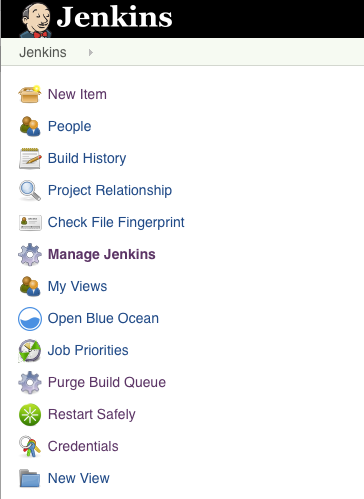 Jenkins
Jenkins
New Item
People
Build History
Project Relationship
Check File Fingerprint
Manage Jenkins
My Views
Open Blue Ocean
Job Priorities
Purge Build Queue
Restart Safely
Credentials
New View